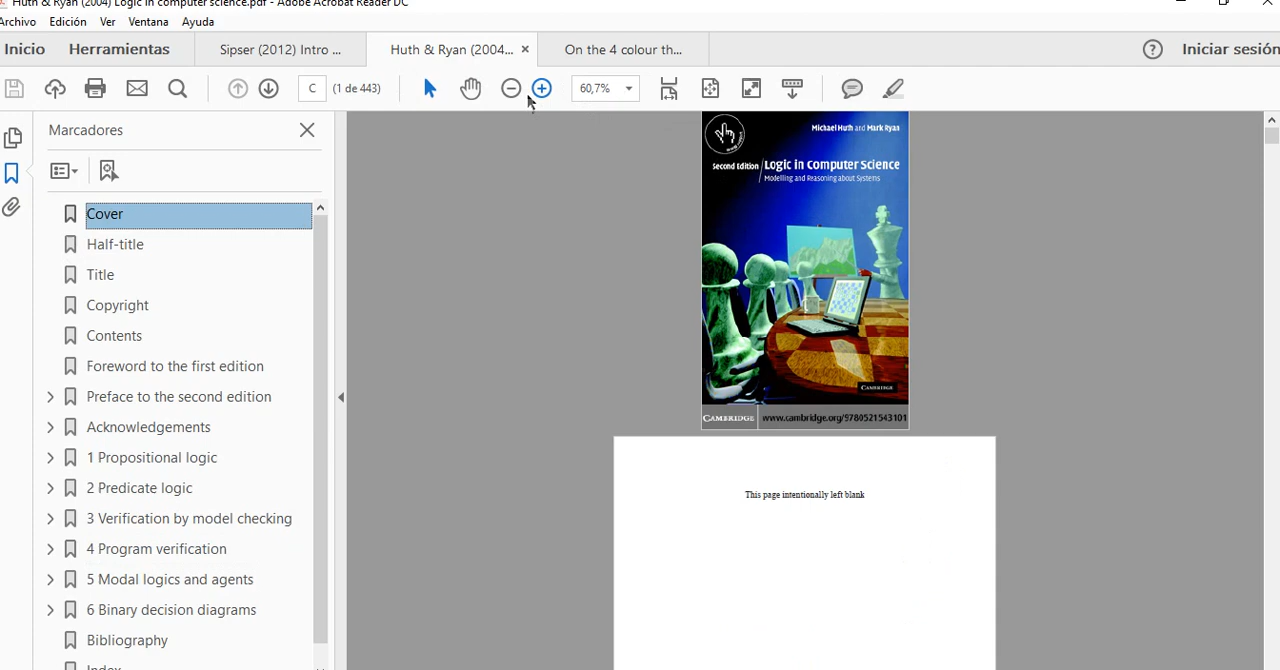 Huth & Ryan (2004) Logic in computer science.pdf - Adobe Acrobat Reader DC
Archivo Edición Ver Ventana Ayuda
Inicio Herramientas Sipser (2012) Intro ... Huth & Ryan (2004... × On the 4 colour th... ? Iniciar sesión
C (1 de 443) 60,7%
Marcadores
Cover
Half-title
Title
Copyright
Contents
Foreword to the first edition
Preface to the second edition
Acknowledgements
1 Propositional logic
2 Predicate logic
3 Verification by model checking
4 Program verification
5 Modal logics and agents
6 Binary decision diagrams
Bibliography
Index
Michael Huth and Mark Ryan
Second Edition Logic in Computer Science
Modelling and Reasoning about Systems
CAMBRIDGE
CAMBRIDGE www.cambridge.org/9780521543101
This page intentionally left blank